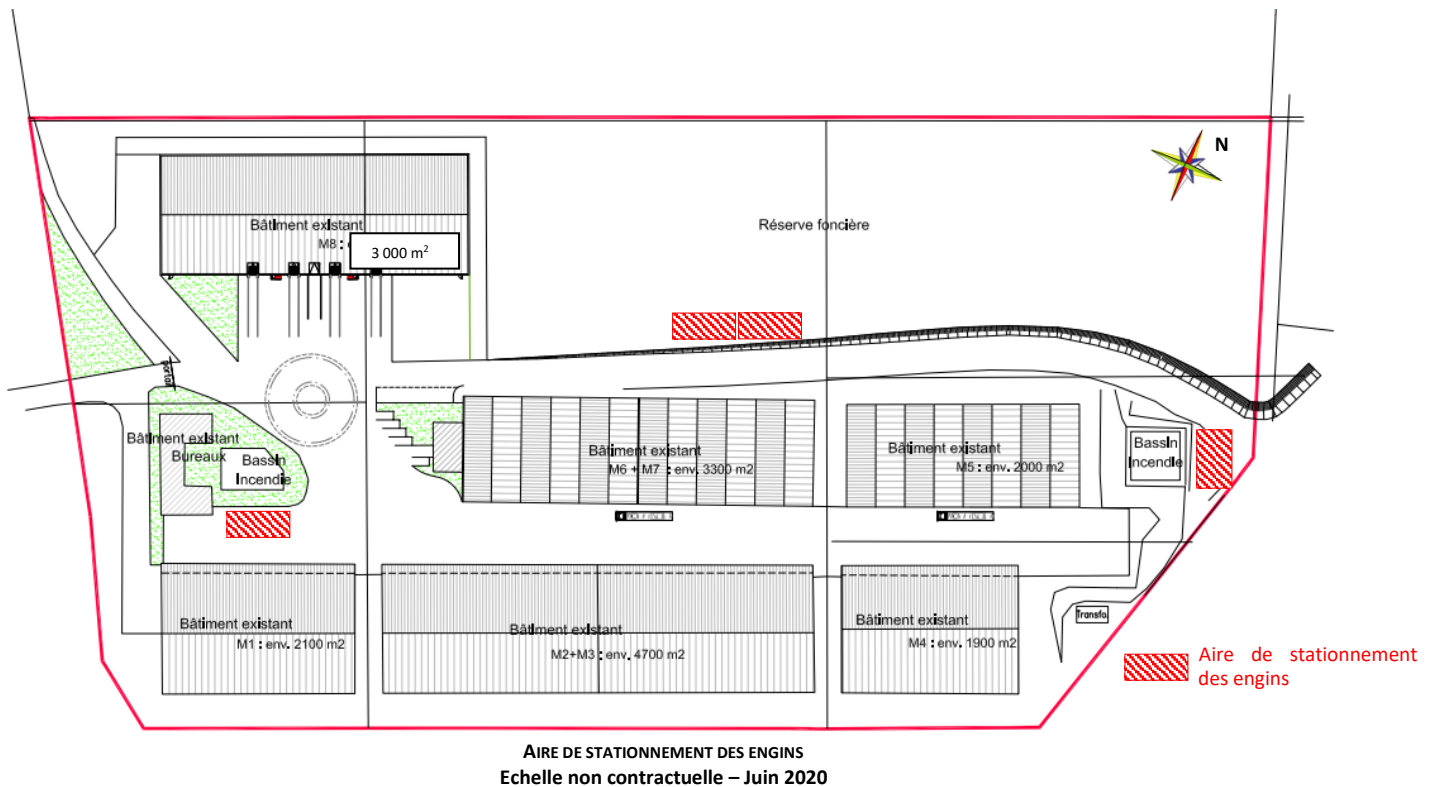 N
Bâtiment existant
M8 : e
3 000 m²
Réserve foncière
portail
Bâtiment existant
Bureaux
Bassin
Incendie
Bâtiment existant
M6 + M7 : env. 3300 m2
Bâtiment existant
M5 : env. 2000 m2
Bassin
Incendie
Bâtiment existant
M1 : env. 2100 m2
Bâtiment existant
M2+M3 : env. 4700 m2
Bâtiment existant
M4 : env. 1900 m2
Transfo.
Aire de stationnement
des engins
AIRE DE STATIONNEMENT DES ENGINS
Echelle non contractuelle – Juin 2020